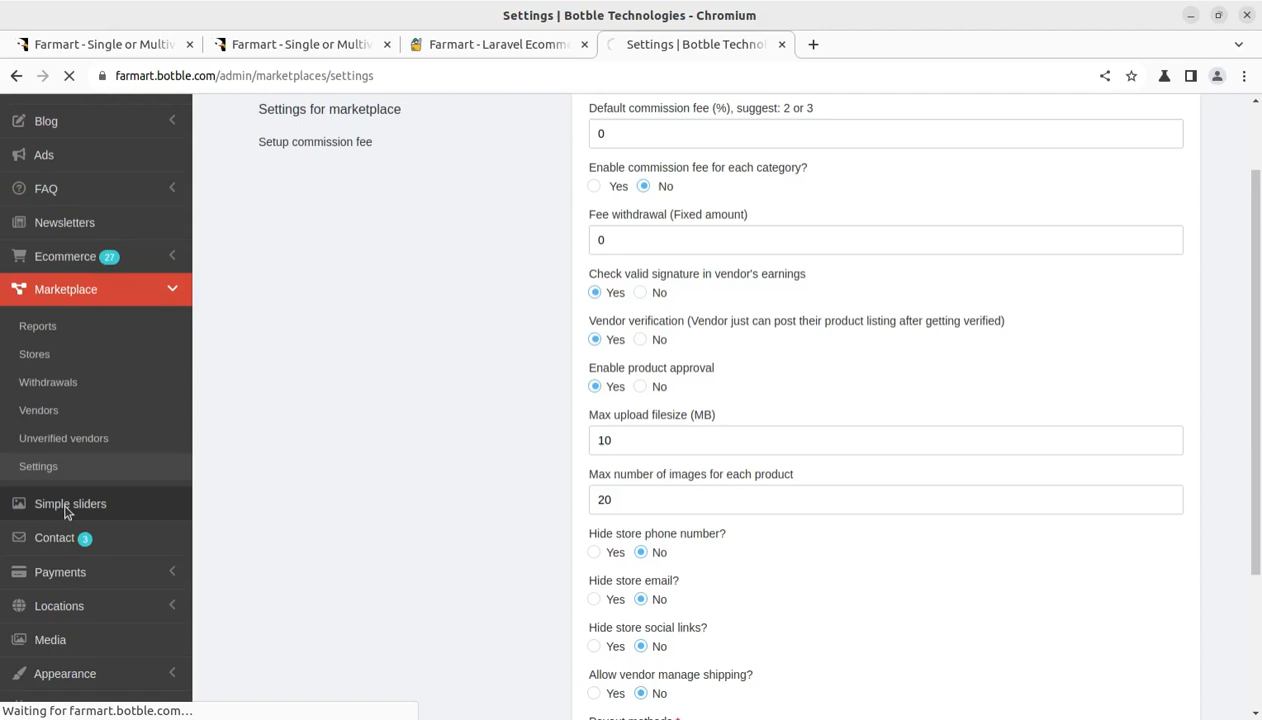 Settings | Botble Technologies - Chromium
Farmart - Single or Multiv
Farmart - Single or Multiv
Farmart - Laravel Ecomme
Settings | Botble Technol
farmart.botble.com/admin/marketplaces/settings
Blog
Ads
FAQ
Newsletters
Ecommerce 27
Marketplace
Reports
Stores
Withdrawals
Vendors
Unverified vendors
Settings
Simple sliders
Contact 3
Payments
Locations
Media
Appearance
Waiting for farmart.botble.com...
Settings for marketplace
Setup commission fee
Default commission fee (%), suggest: 2 or 3
0
Enable commission fee for each category?
Yes No
Fee withdrawal (Fixed amount)
0
Check valid signature in vendor's earnings
Yes No
Vendor verification (Vendor just can post their product listing after getting verified)
Yes No
Enable product approval
Yes No
Max upload filesize (MB)
10
Max number of images for each product
20
Hide store phone number?
Yes No
Hide store email?
Yes No
Hide store social links?
Yes No
Allow vendor manage shipping?
Yes No
Payout methods *